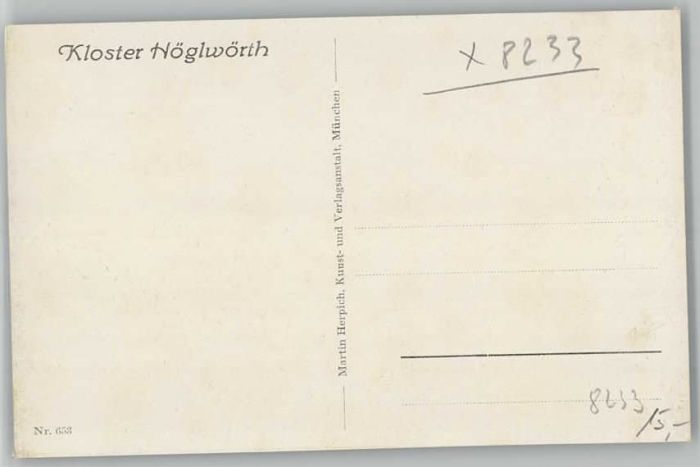 Kloster Höglwörth
x 8233
Martin Herpich, Kunst- und Verlagsanstalt, München
8233
15,-
Nr. 653